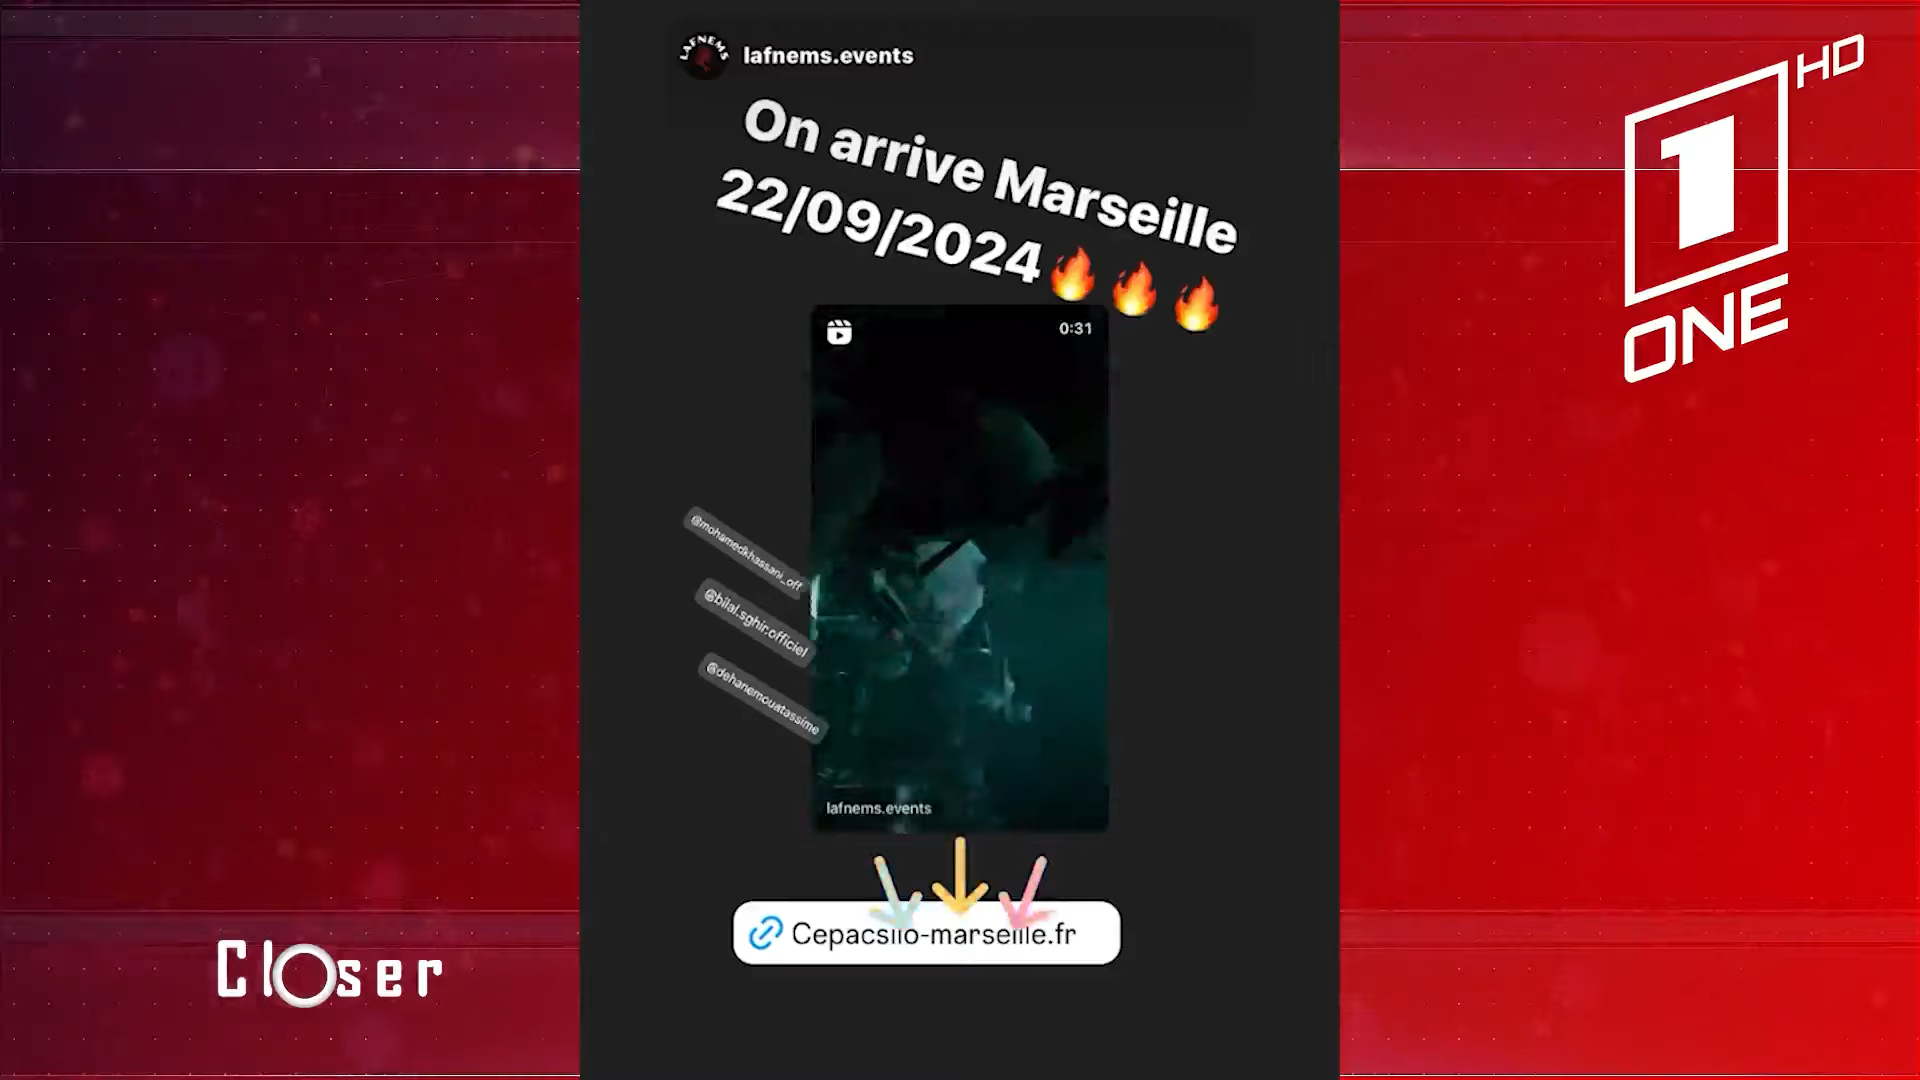 LAFNEMS
lafnems.events
On arrive Marseille
22/09/2024
0:31
@mohamedkhassani_off
@bilal.sghir.officiel
@dehanemouatassime
lafnems.events
Cepacsilo-marseille.fr
Closer
1
HD
ONE